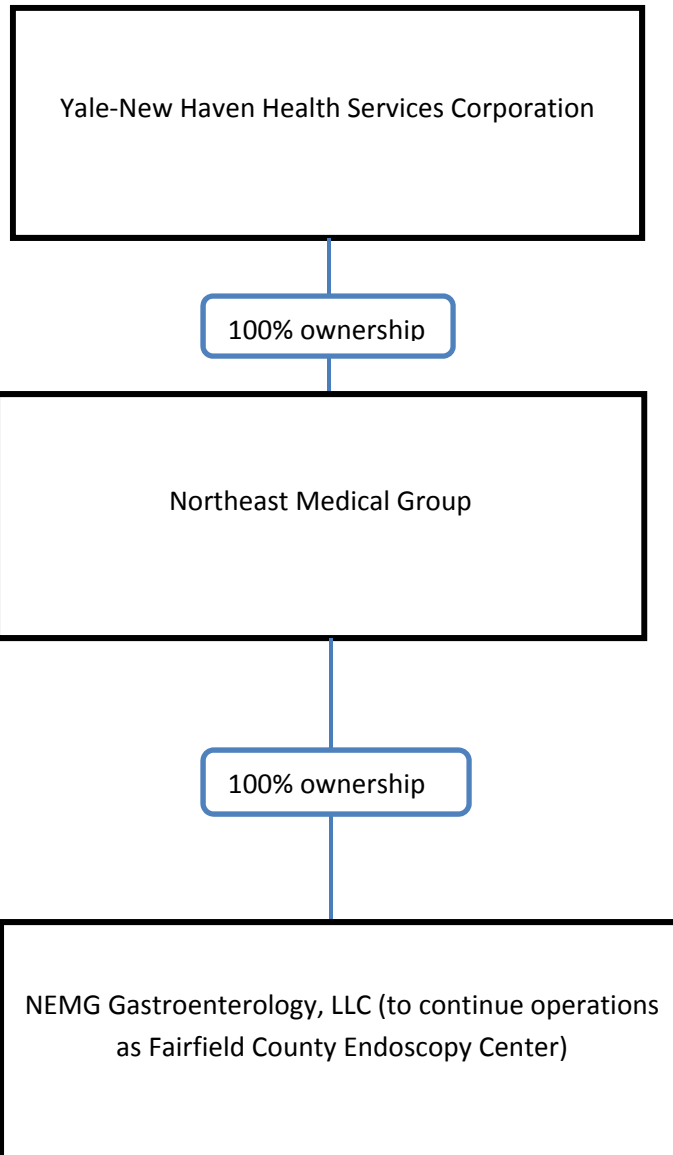 Yale-New Haven Health Services Corporation
100% ownership
Northeast Medical Group
100% ownership
NEMG Gastroenterology, LLC (to continue operations
as Fairfield County Endoscopy Center)